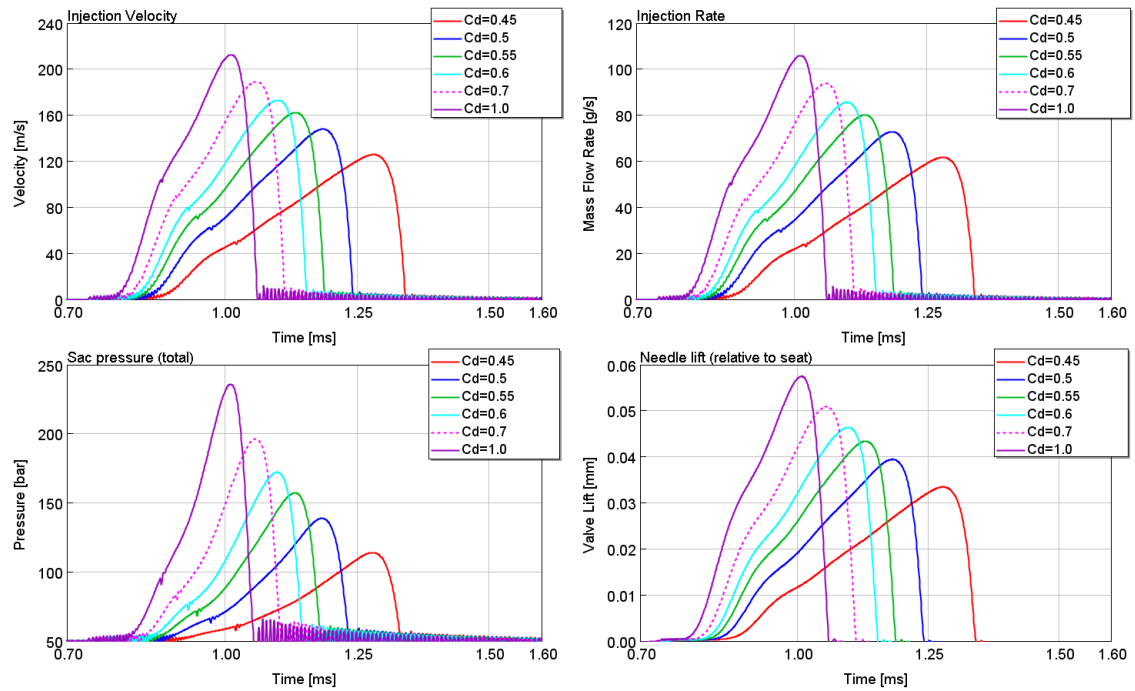 Injection Velocity
240
200
160
120
80
40
0
Velocity [m/s]
0.70
1.00
1.25
1.50
1.60
Time [ms]
Cd=0.45
Cd=0.5
Cd=0.55
Cd=0.6
Cd=0.7
Cd=1.0
Injection Rate
120
100
80
60
40
20
0
Mass Flow Rate [g/s]
0.70
1.00
1.25
1.50
1.60
Time [ms]
Cd=0.45
Cd=0.5
Cd=0.55
Cd=0.6
Cd=0.7
Cd=1.0
Sac pressure (total)
250
200
150
100
50
Pressure [bar]
0.70
1.00
1.25
1.50
1.60
Time [ms]
Cd=0.45
Cd=0.5
Cd=0.55
Cd=0.6
Cd=0.7
Cd=1.0
Needle lift (relative to seat)
0.06
0.05
0.04
0.03
0.02
0.01
0.00
Valve Lift [mm]
0.70
1.00
1.25
1.50
1.60
Time [ms]
Cd=0.45
Cd=0.5
Cd=0.55
Cd=0.6
Cd=0.7
Cd=1.0